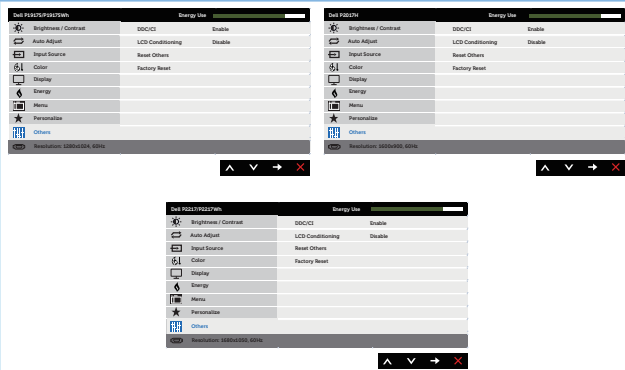 Dell P1917S/P1917SWh Energy Use
Brightness / Contrast DDC/CI Enable
Auto Adjust LCD Conditioning Disable
Input Source Reset Others
Color Factory Reset
Display
Energy
Menu
Personalize
Others
Resolution: 1280x1024, 60Hz
Dell P2017H Energy Use
Brightness / Contrast DDC/CI Enable
Auto Adjust LCD Conditioning Disable
Input Source Reset Others
Color Factory Reset
Display
Energy
Menu
Personalize
Others
Resolution: 1600x900, 60Hz
Dell P2217/P2217Wh Energy Use
Brightness / Contrast DDC/CI Enable
Auto Adjust LCD Conditioning Disable
Input Source Reset Others
Color Factory Reset
Display
Energy
Menu
Personalize
Others
Resolution: 1680x1050, 60Hz